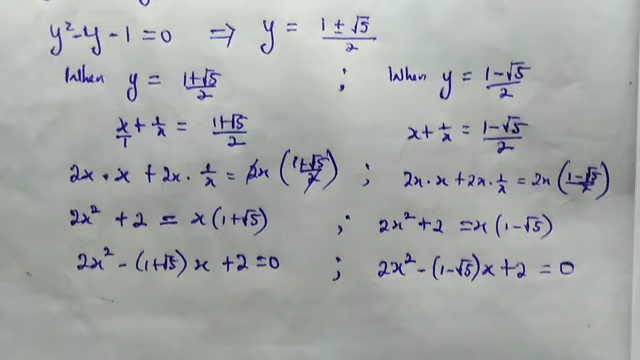 y² - y - 1 = 0 ⇒ y = (1 ± √5)/2
When y = (1+√5)/2 ; When y = (1-√5)/2
x/1 + 1/x = (1+√5)/2 x + 1/x = (1-√5)/2
2x · x + 2x · 1/x = 2x ((1+√5)/2) ; 2x · x + 2x · 1/x = 2x ((1-√5)/2)
2x² + 2 = x(1+√5) ; 2x² + 2 = x(1-√5)
2x² - (1+√5)x + 2 = 0 ; 2x² - (1-√5)x + 2 = 0